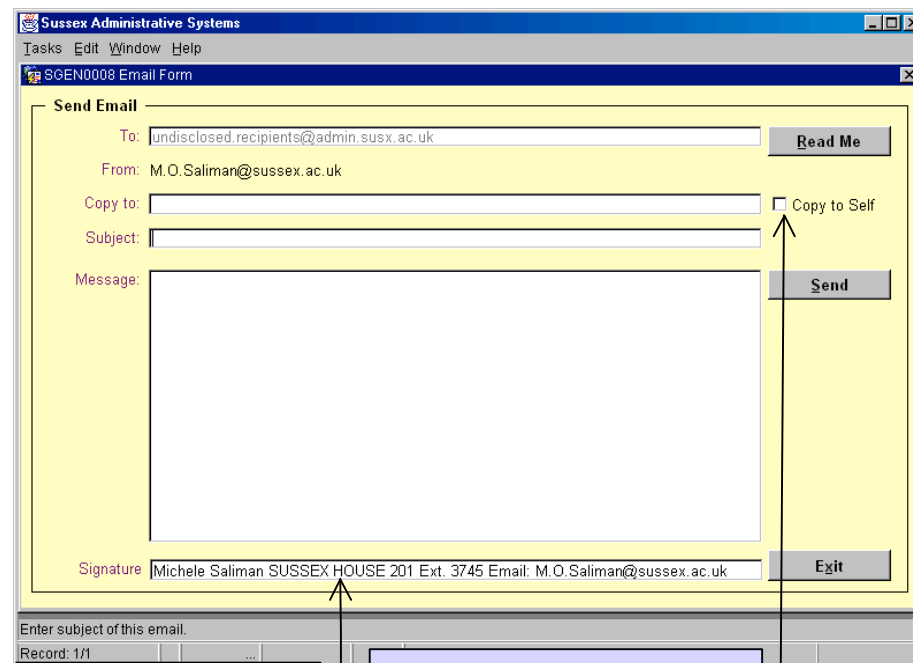 Sussex Administrative Systems
Tasks Edit Window Help
SGEN0008 Email Form
Send Email
To: undisclosed.recipients@admin.susx.ac.uk
Read Me
From: M.O.Saliman@sussex.ac.uk
Copy to:
Copy to Self
Subject:
Message:
Send
Signature Michele Saliman SUSSEX HOUSE 201 Ext. 3745 Email: M.O.Saliman@sussex.ac.uk
Exit
Enter subject of this email.
Record: 1/1 ...